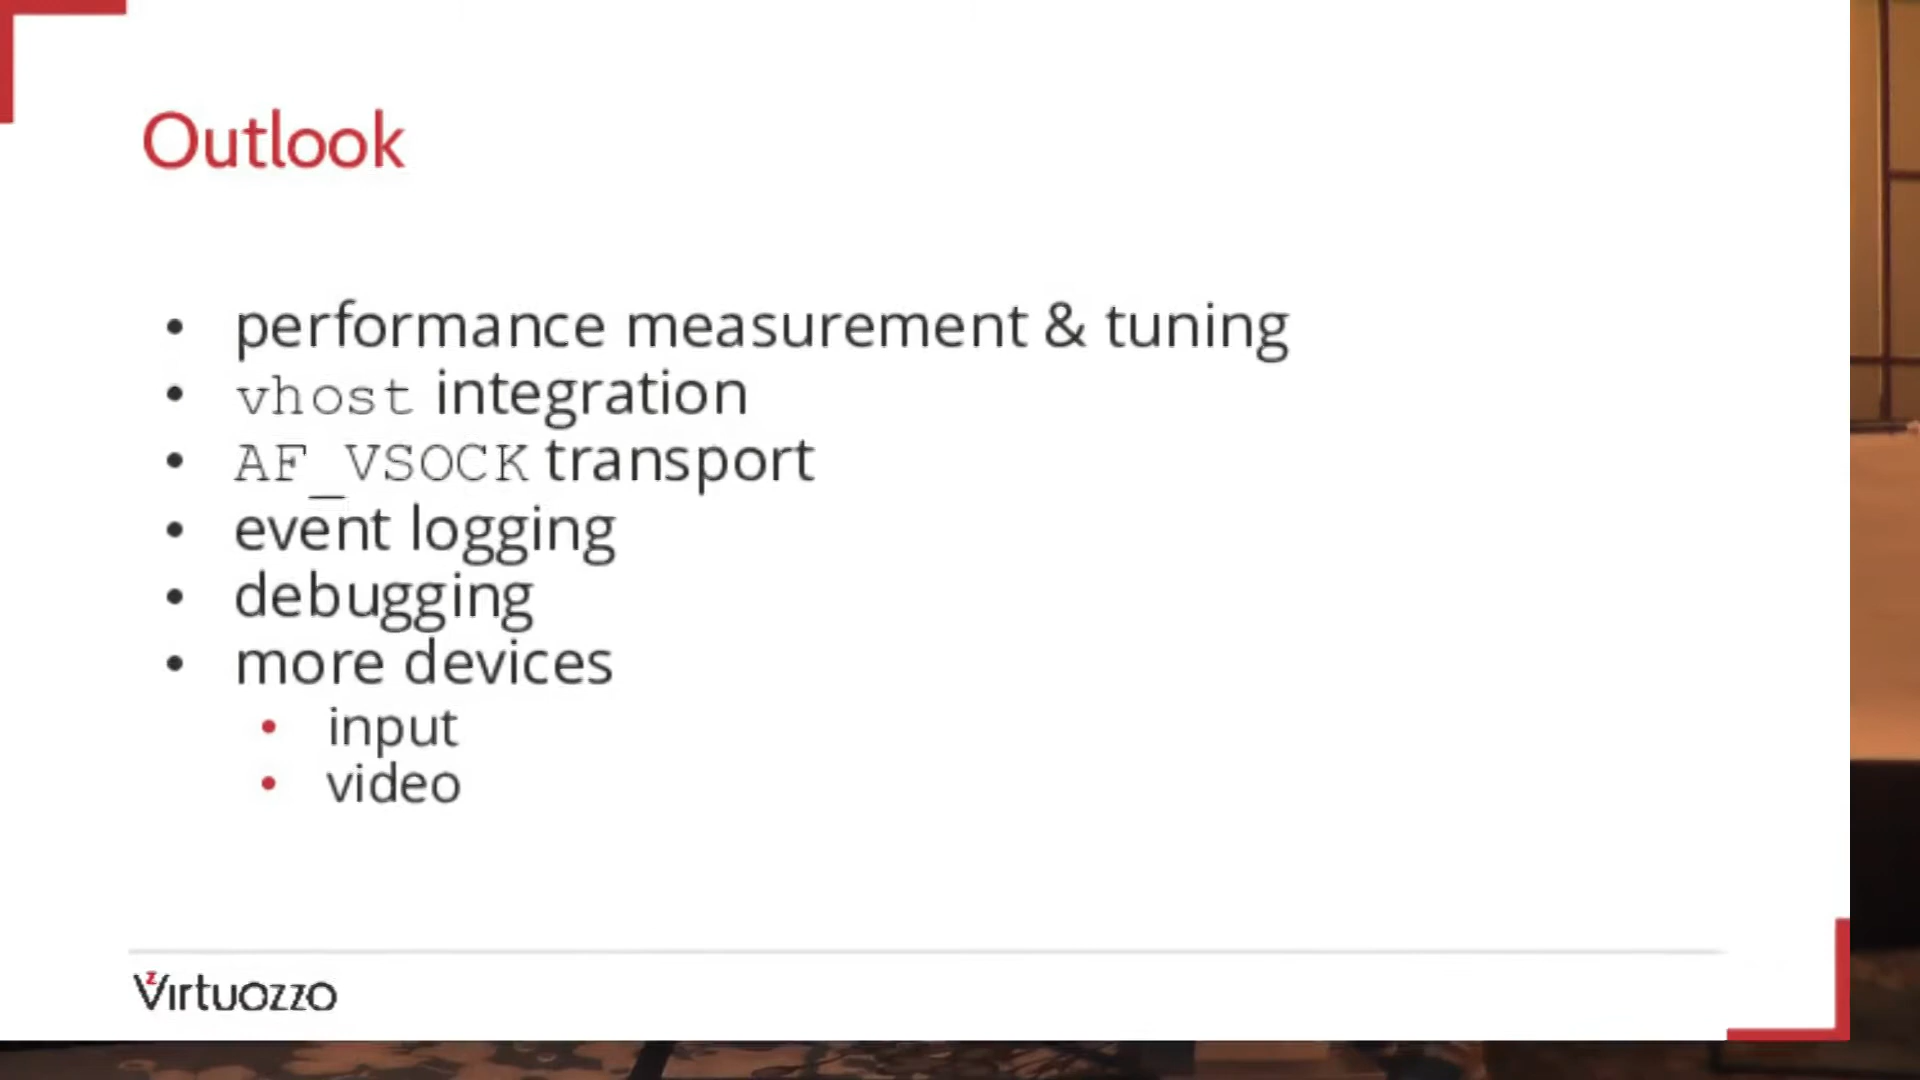 Outlook
• performance measurement & tuning
• vhost integration
• AF_VSOCK transport
• event logging
• debugging
• more devices
• input
• video
Virtuozzo